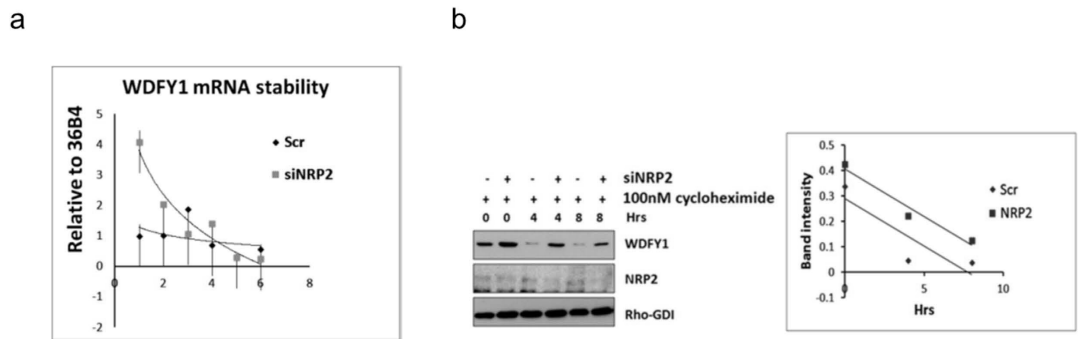 a
b
WDFY1 mRNA stability
Relative to 36B4
5
4
3
2
1
0
-1
-2
0 2 4 6 8
Scr
siNRP2
- + - + - + siNRP2
+ + + + + + 100nM cycloheximide
0 0 4 4 8 8 Hrs
WDFY1
NRP2
Rho-GDI
Band intensity
0.5
0.4
0.3
0.2
0.1
0
-0.1
0 5 10
Hrs
Scr
NRP2